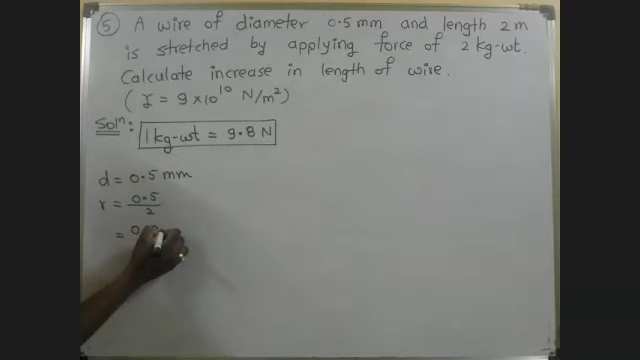 ⑤ A wire of diameter 0.5 mm and length 2 m
is stretched by applying force of 2 kg-wt.
Calculate increase in length of wire.
( Y = 9 × 10¹⁰ N/m² )
Solⁿ: 1 kg-wt = 9.8 N
d = 0.5 mm
r = 0.5/2
= 0.